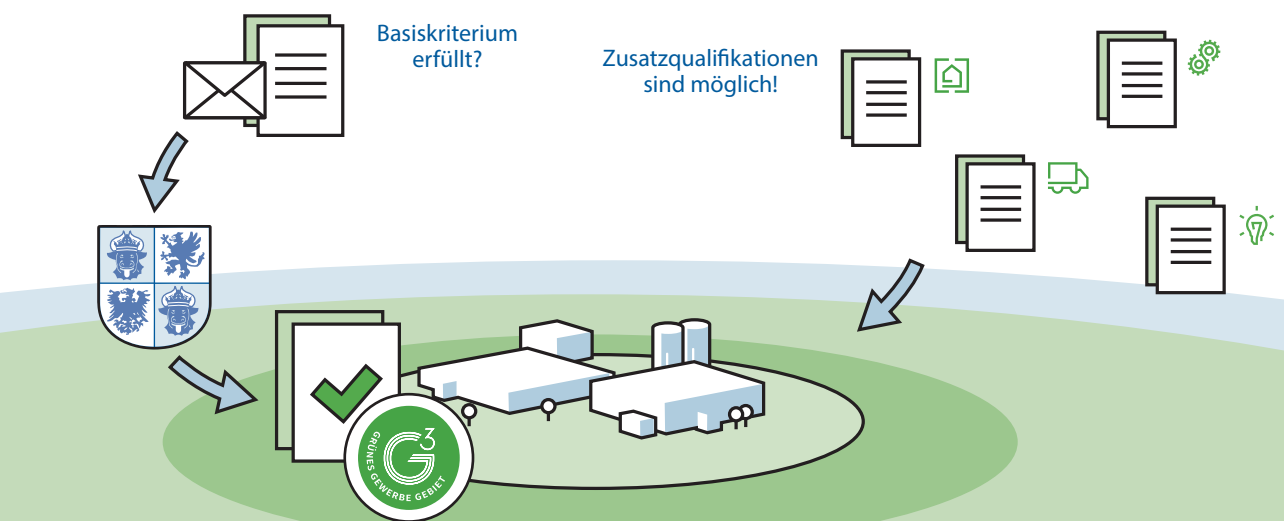 Basiskriterium
erfüllt?
Zusatzqualifikationen
sind möglich!
G³
GRÜNES GEWERBE GEBIET